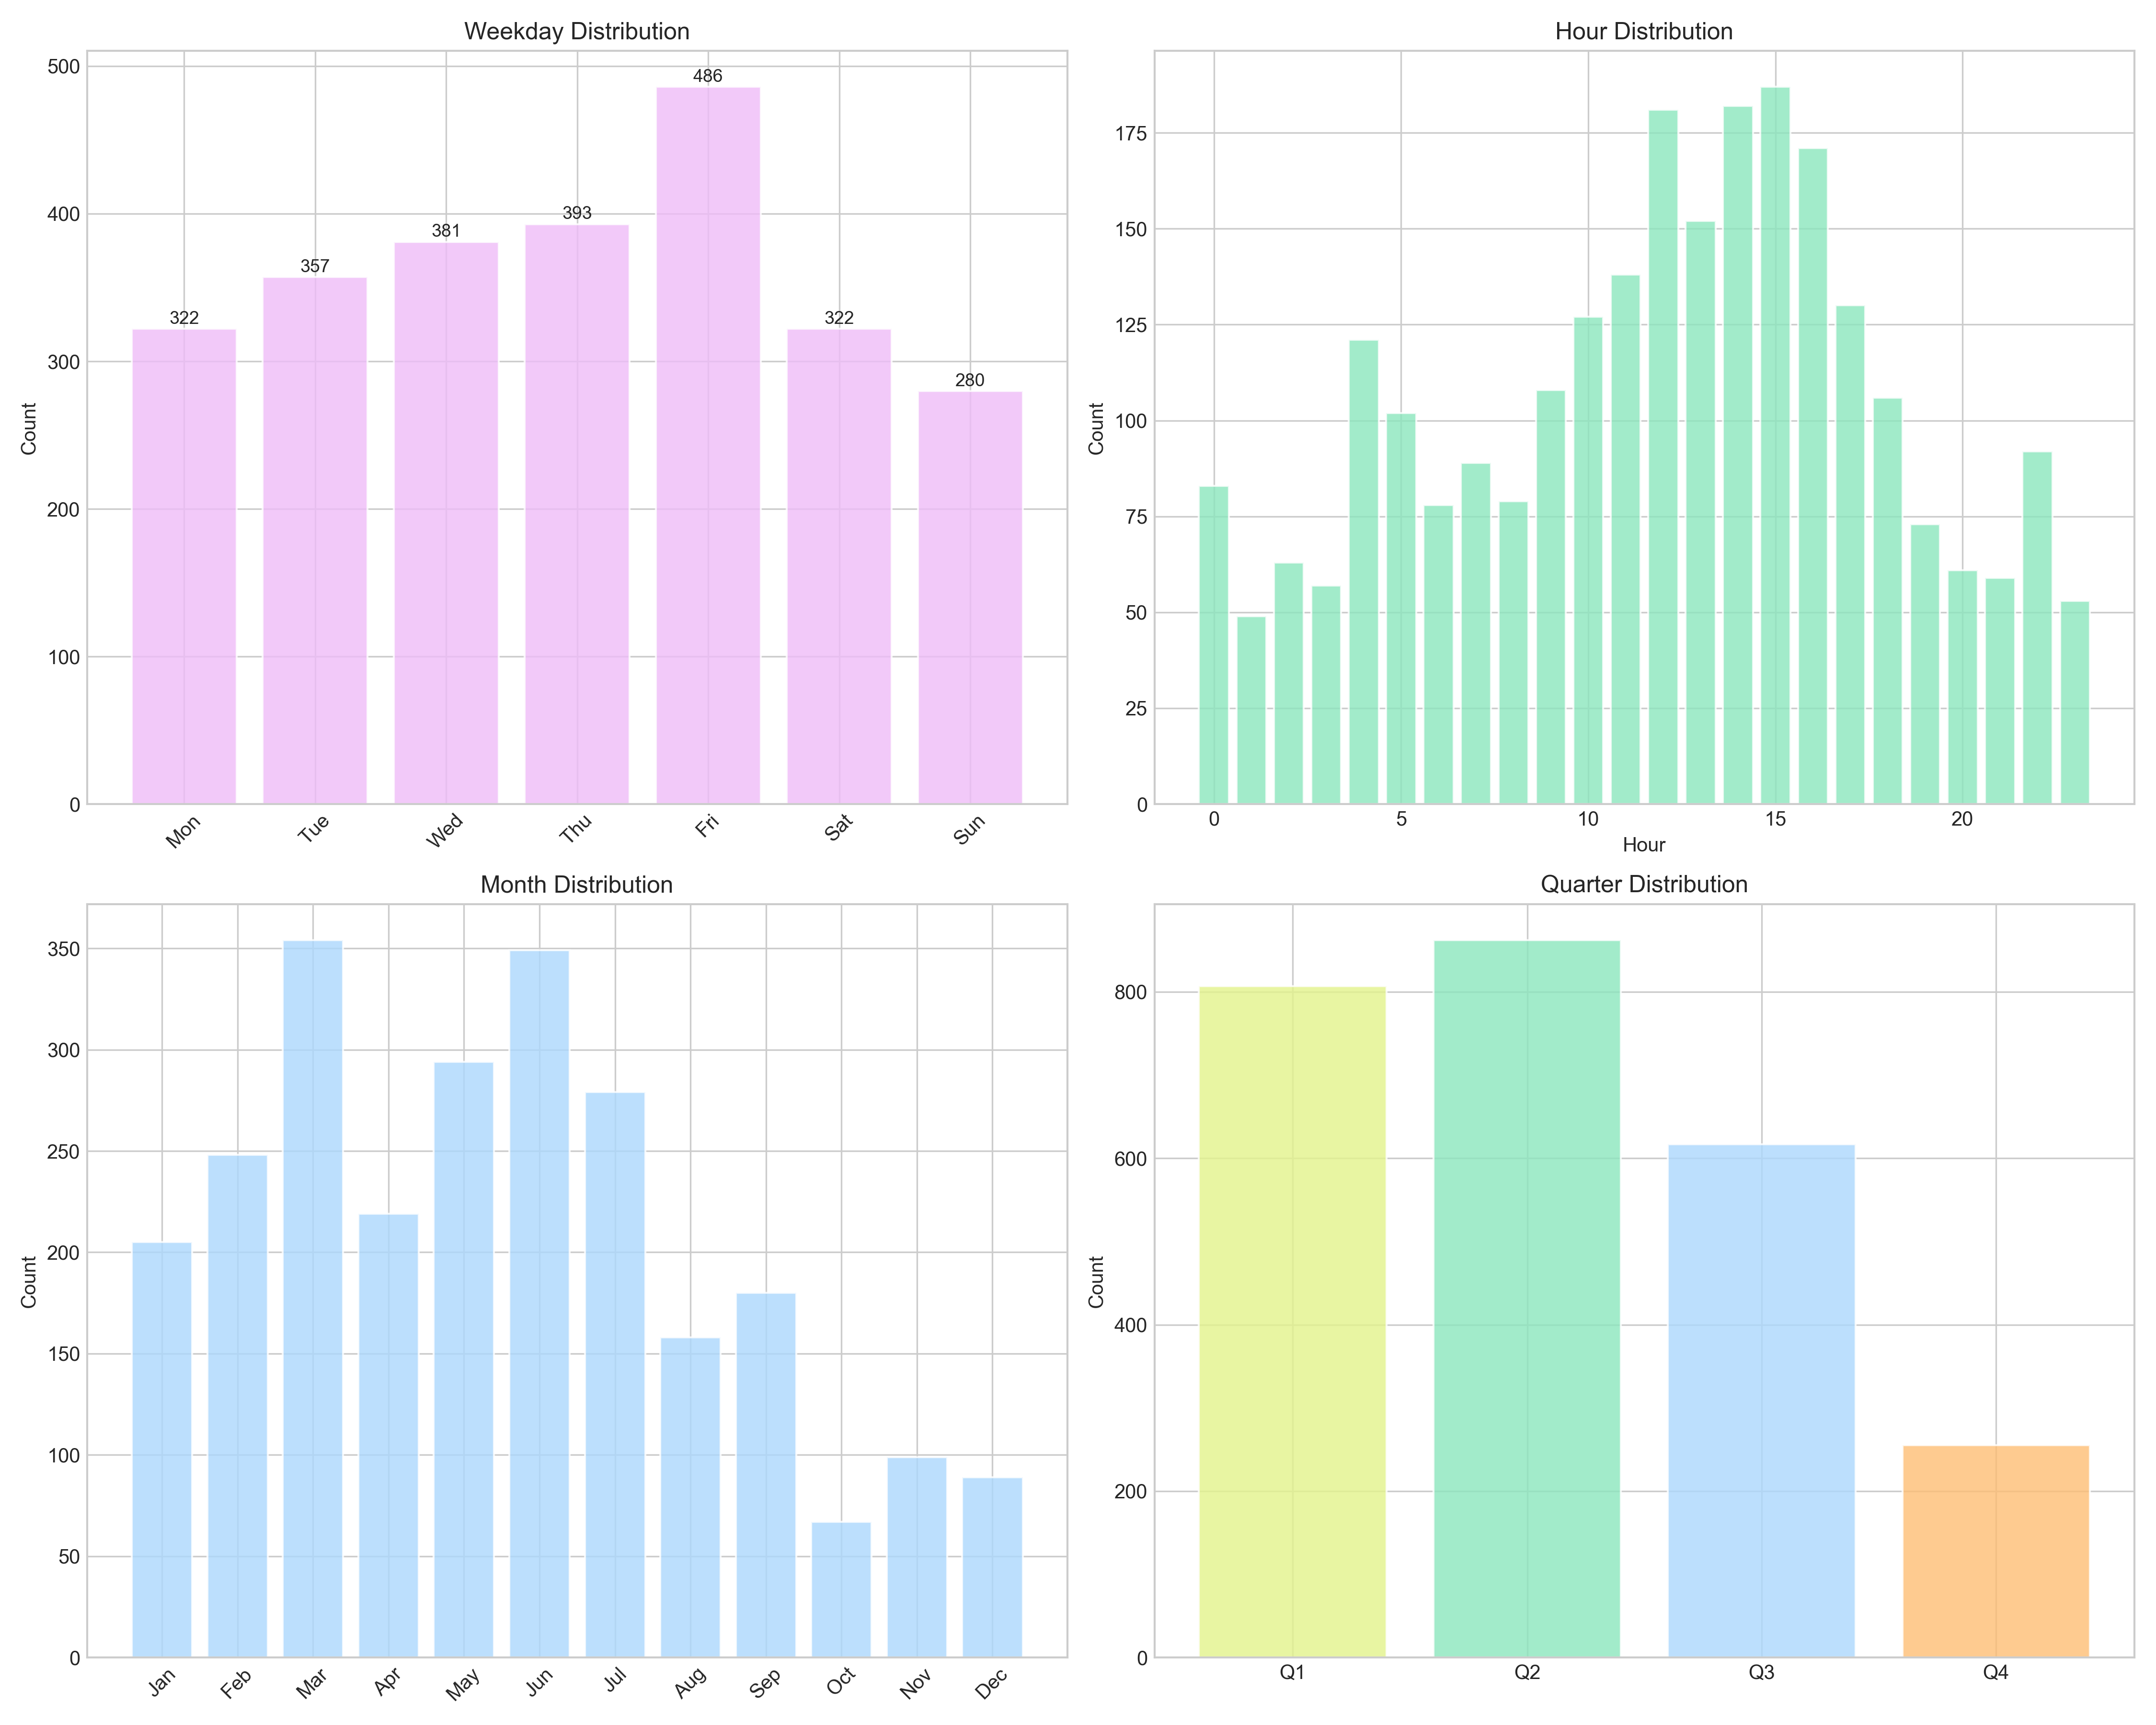 Weekday Distribution
500
400
300
200
100
0
Count
486
393
381
357
322
322
280
Mon
Tue
Wed
Thu
Fri
Sat
Sun
Hour Distribution
175
150
125
100
75
50
25
0
Count
0
5
10
15
20
Hour
Month Distribution
350
300
250
200
150
100
50
0
Count
Jan
Feb
Mar
Apr
May
Jun
Jul
Aug
Sep
Oct
Nov
Dec
Quarter Distribution
800
600
400
200
0
Count
Q1
Q2
Q3
Q4